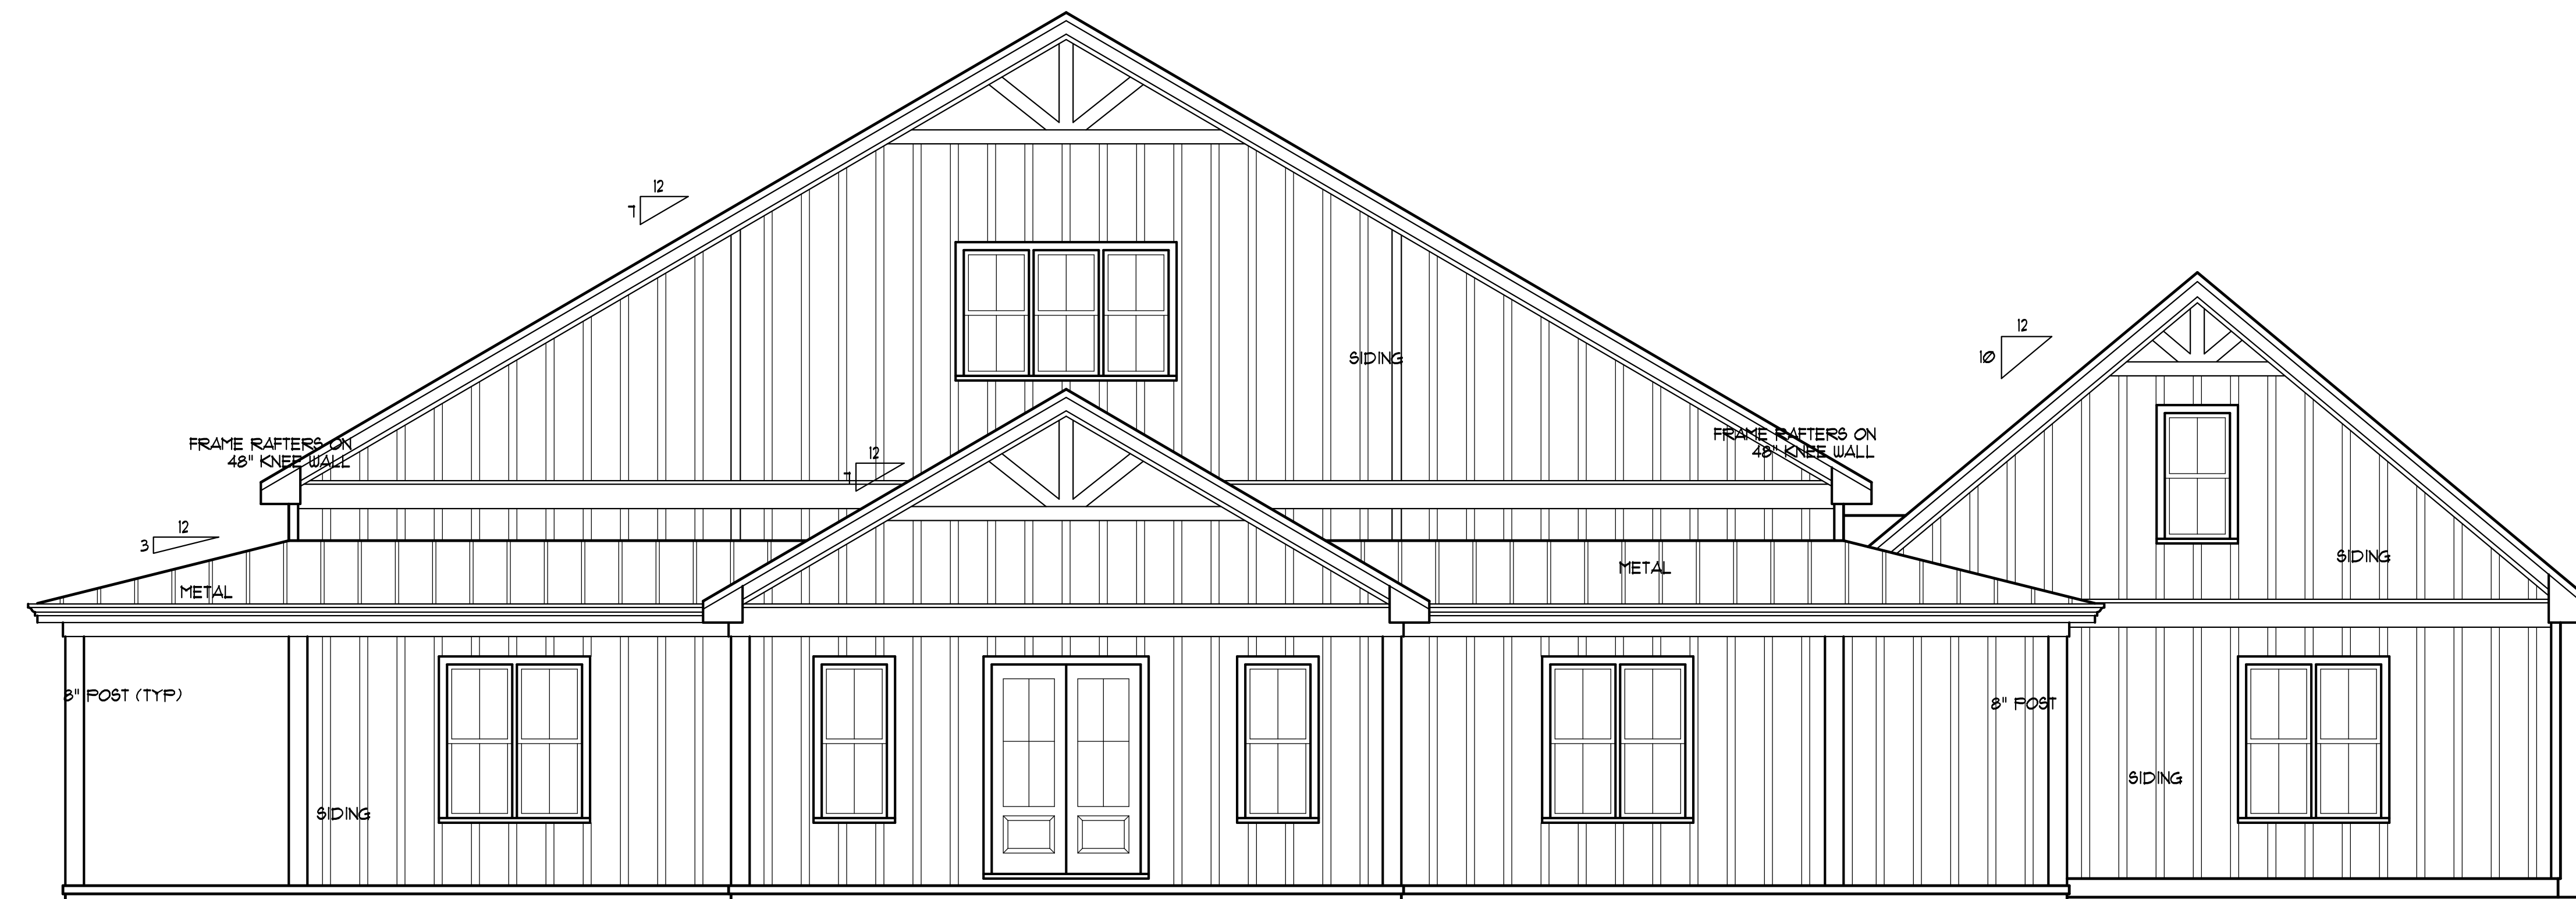 12
7
12
10
SIDING
FRAME RAFTERS ON
48" KNEE WALL
FRAME RAFTERS ON
48" KNEE WALL
12
7
12
3
SIDING
METAL
METAL
8" POST (TYP)
8" POST
SIDING
SIDING